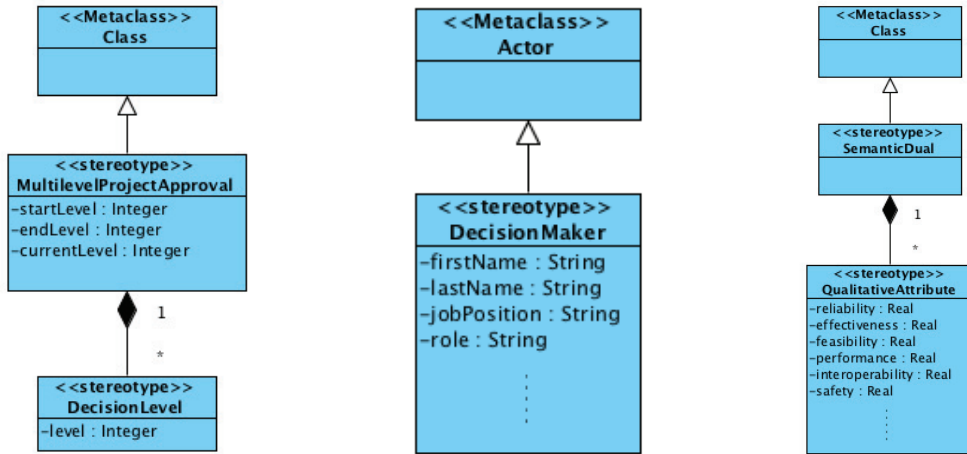 <<Metaclass>>
Class
<<stereotype>>
MultilevelProjectApproval
-startLevel : Integer
-endLevel : Integer
-currentLevel : Integer
1
*
<<stereotype>>
DecisionLevel
-level : Integer
<<Metaclass>>
Actor
<<stereotype>>
DecisionMaker
-firstName : String
-lastName : String
-jobPosition : String
-role : String
<<Metaclass>>
Class
<<stereotype>>
SemanticDual
1
*
<<stereotype>>
QualitativeAttribute
-reliability : Real
-effectiveness : Real
-feasibility : Real
-performance : Real
-interoperability : Real
-safety : Real